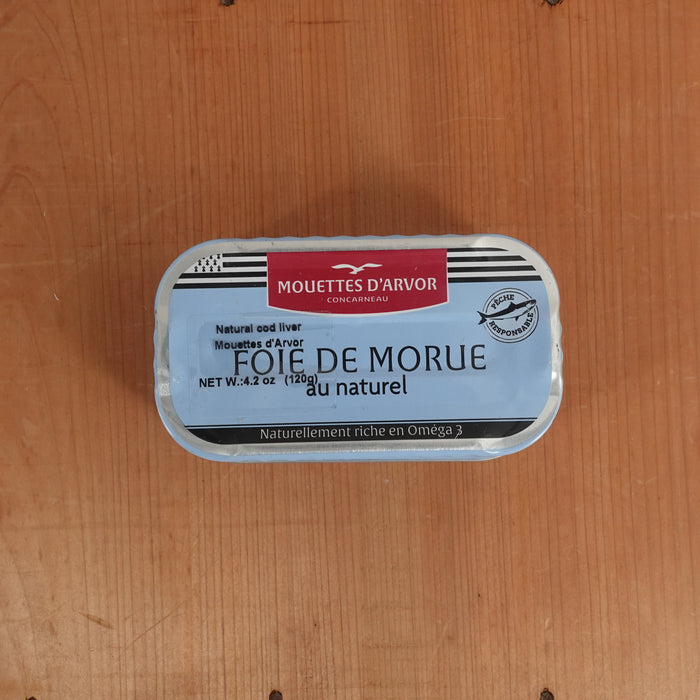 MOUETTES D'ARVOR
CONCARNEAU
PÊCHE
RESPONSABLE
Natural cod liver
Mouettes d'Arvor
FOIE DE MORUE
NET W.:4.2 oz (120g)
au naturel
Naturellement riche en Oméga 3